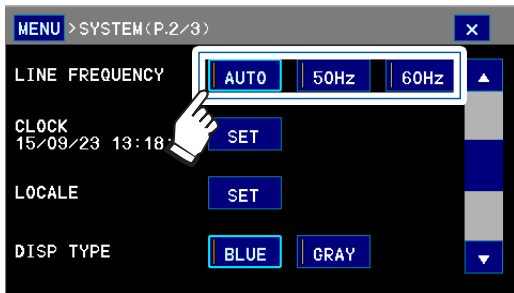 MENU >SYSTEM(P.2/3) ×
LINE FREQUENCY AUTO 50Hz 60Hz ▲
CLOCK
15/09/23 13:18: SET
LOCALE SET
DISP TYPE BLUE GRAY ▼